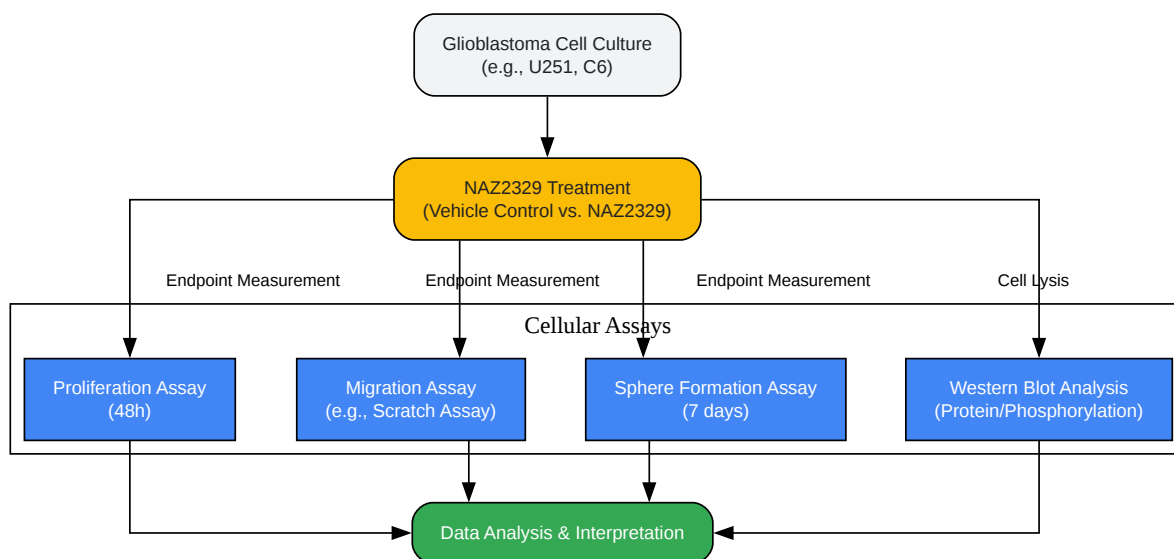 Glioblastoma Cell Culture
(e.g., U251, C6)
NAZ2329 Treatment
(Vehicle Control vs. NAZ2329)
Endpoint Measurement
Endpoint Measurement
Endpoint Measurement
Cell Lysis
Cellular Assays
Proliferation Assay
(48h)
Migration Assay
(e.g., Scratch Assay)
Sphere Formation Assay
(7 days)
Western Blot Analysis
(Protein/Phosphorylation)
Data Analysis & Interpretation